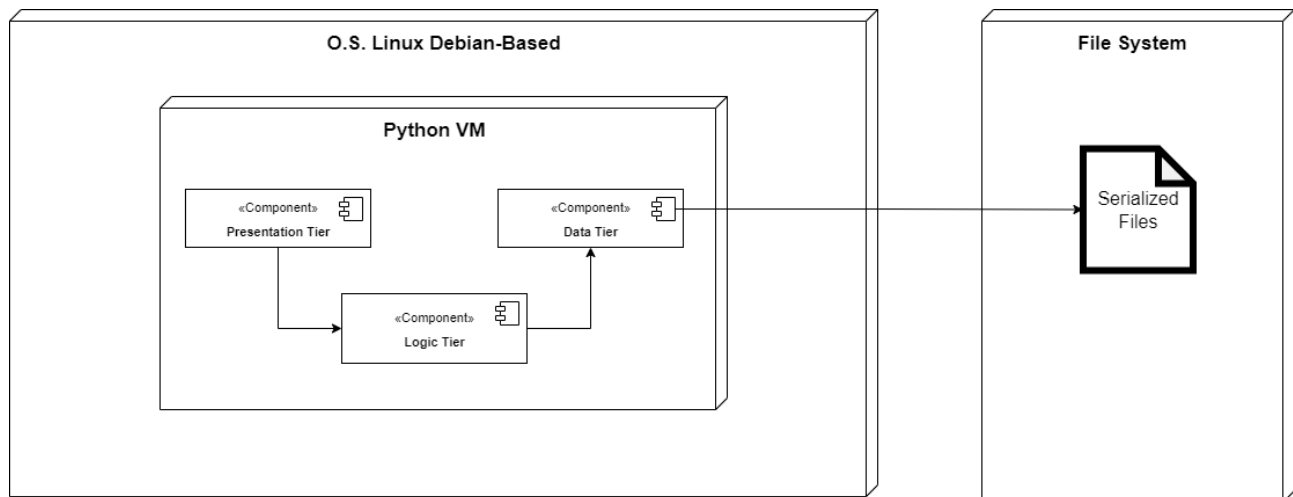 O.S. Linux Debian-Based
File System
Python VM
«Component»
Presentation Tier
«Component»
Data Tier
«Component»
Logic Tier
Serialized
Files